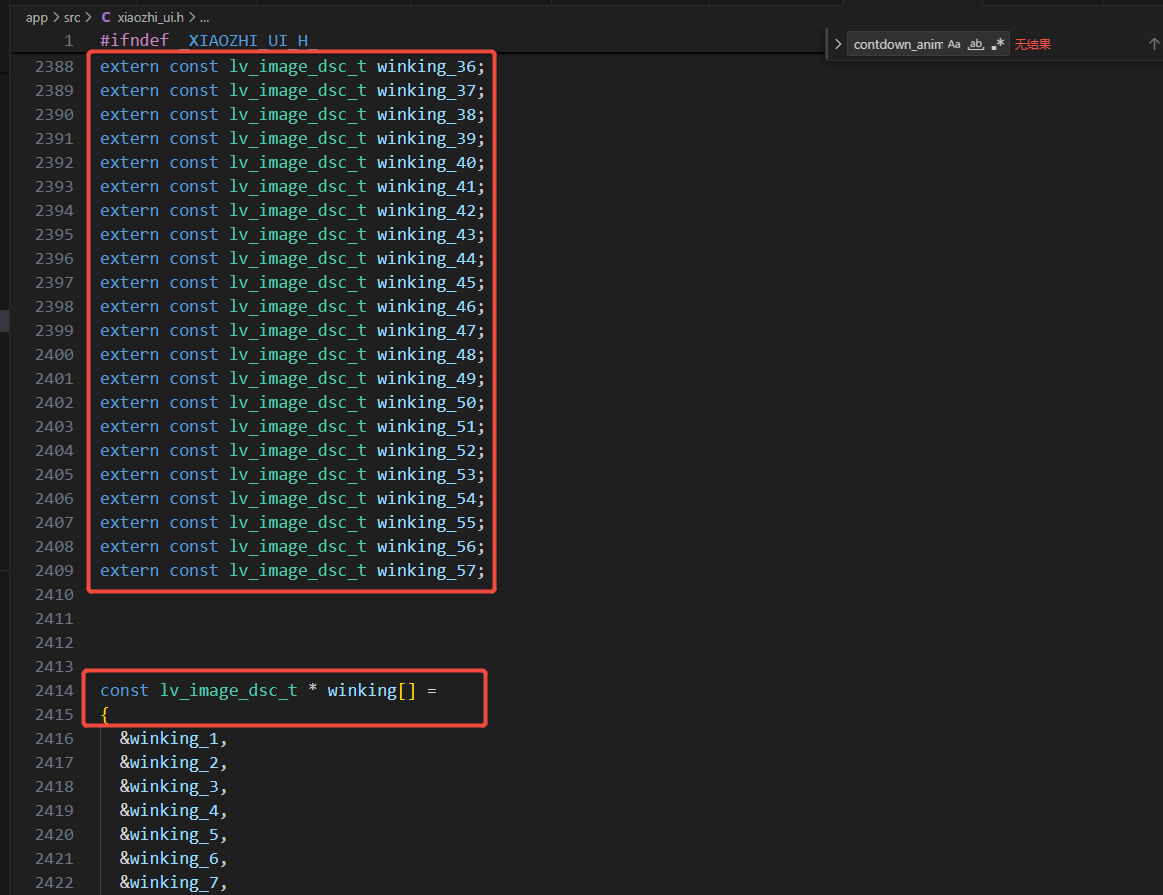 app > src > C xiaozhi_ui.h > ...
contdown_anim Aa ab .* 无结果
1 #ifndef _XIAOZHI_UI_H_
2388 extern const lv_image_dsc_t winking_36;
2389 extern const lv_image_dsc_t winking_37;
2390 extern const lv_image_dsc_t winking_38;
2391 extern const lv_image_dsc_t winking_39;
2392 extern const lv_image_dsc_t winking_40;
2393 extern const lv_image_dsc_t winking_41;
2394 extern const lv_image_dsc_t winking_42;
2395 extern const lv_image_dsc_t winking_43;
2396 extern const lv_image_dsc_t winking_44;
2397 extern const lv_image_dsc_t winking_45;
2398 extern const lv_image_dsc_t winking_46;
2399 extern const lv_image_dsc_t winking_47;
2400 extern const lv_image_dsc_t winking_48;
2401 extern const lv_image_dsc_t winking_49;
2402 extern const lv_image_dsc_t winking_50;
2403 extern const lv_image_dsc_t winking_51;
2404 extern const lv_image_dsc_t winking_52;
2405 extern const lv_image_dsc_t winking_53;
2406 extern const lv_image_dsc_t winking_54;
2407 extern const lv_image_dsc_t winking_55;
2408 extern const lv_image_dsc_t winking_56;
2409 extern const lv_image_dsc_t winking_57;
2410
2411
2412
2413
2414 const lv_image_dsc_t * winking[] =
2415 {
2416 &winking_1,
2417 &winking_2,
2418 &winking_3,
2419 &winking_4,
2420 &winking_5,
2421 &winking_6,
2422 &winking_7,